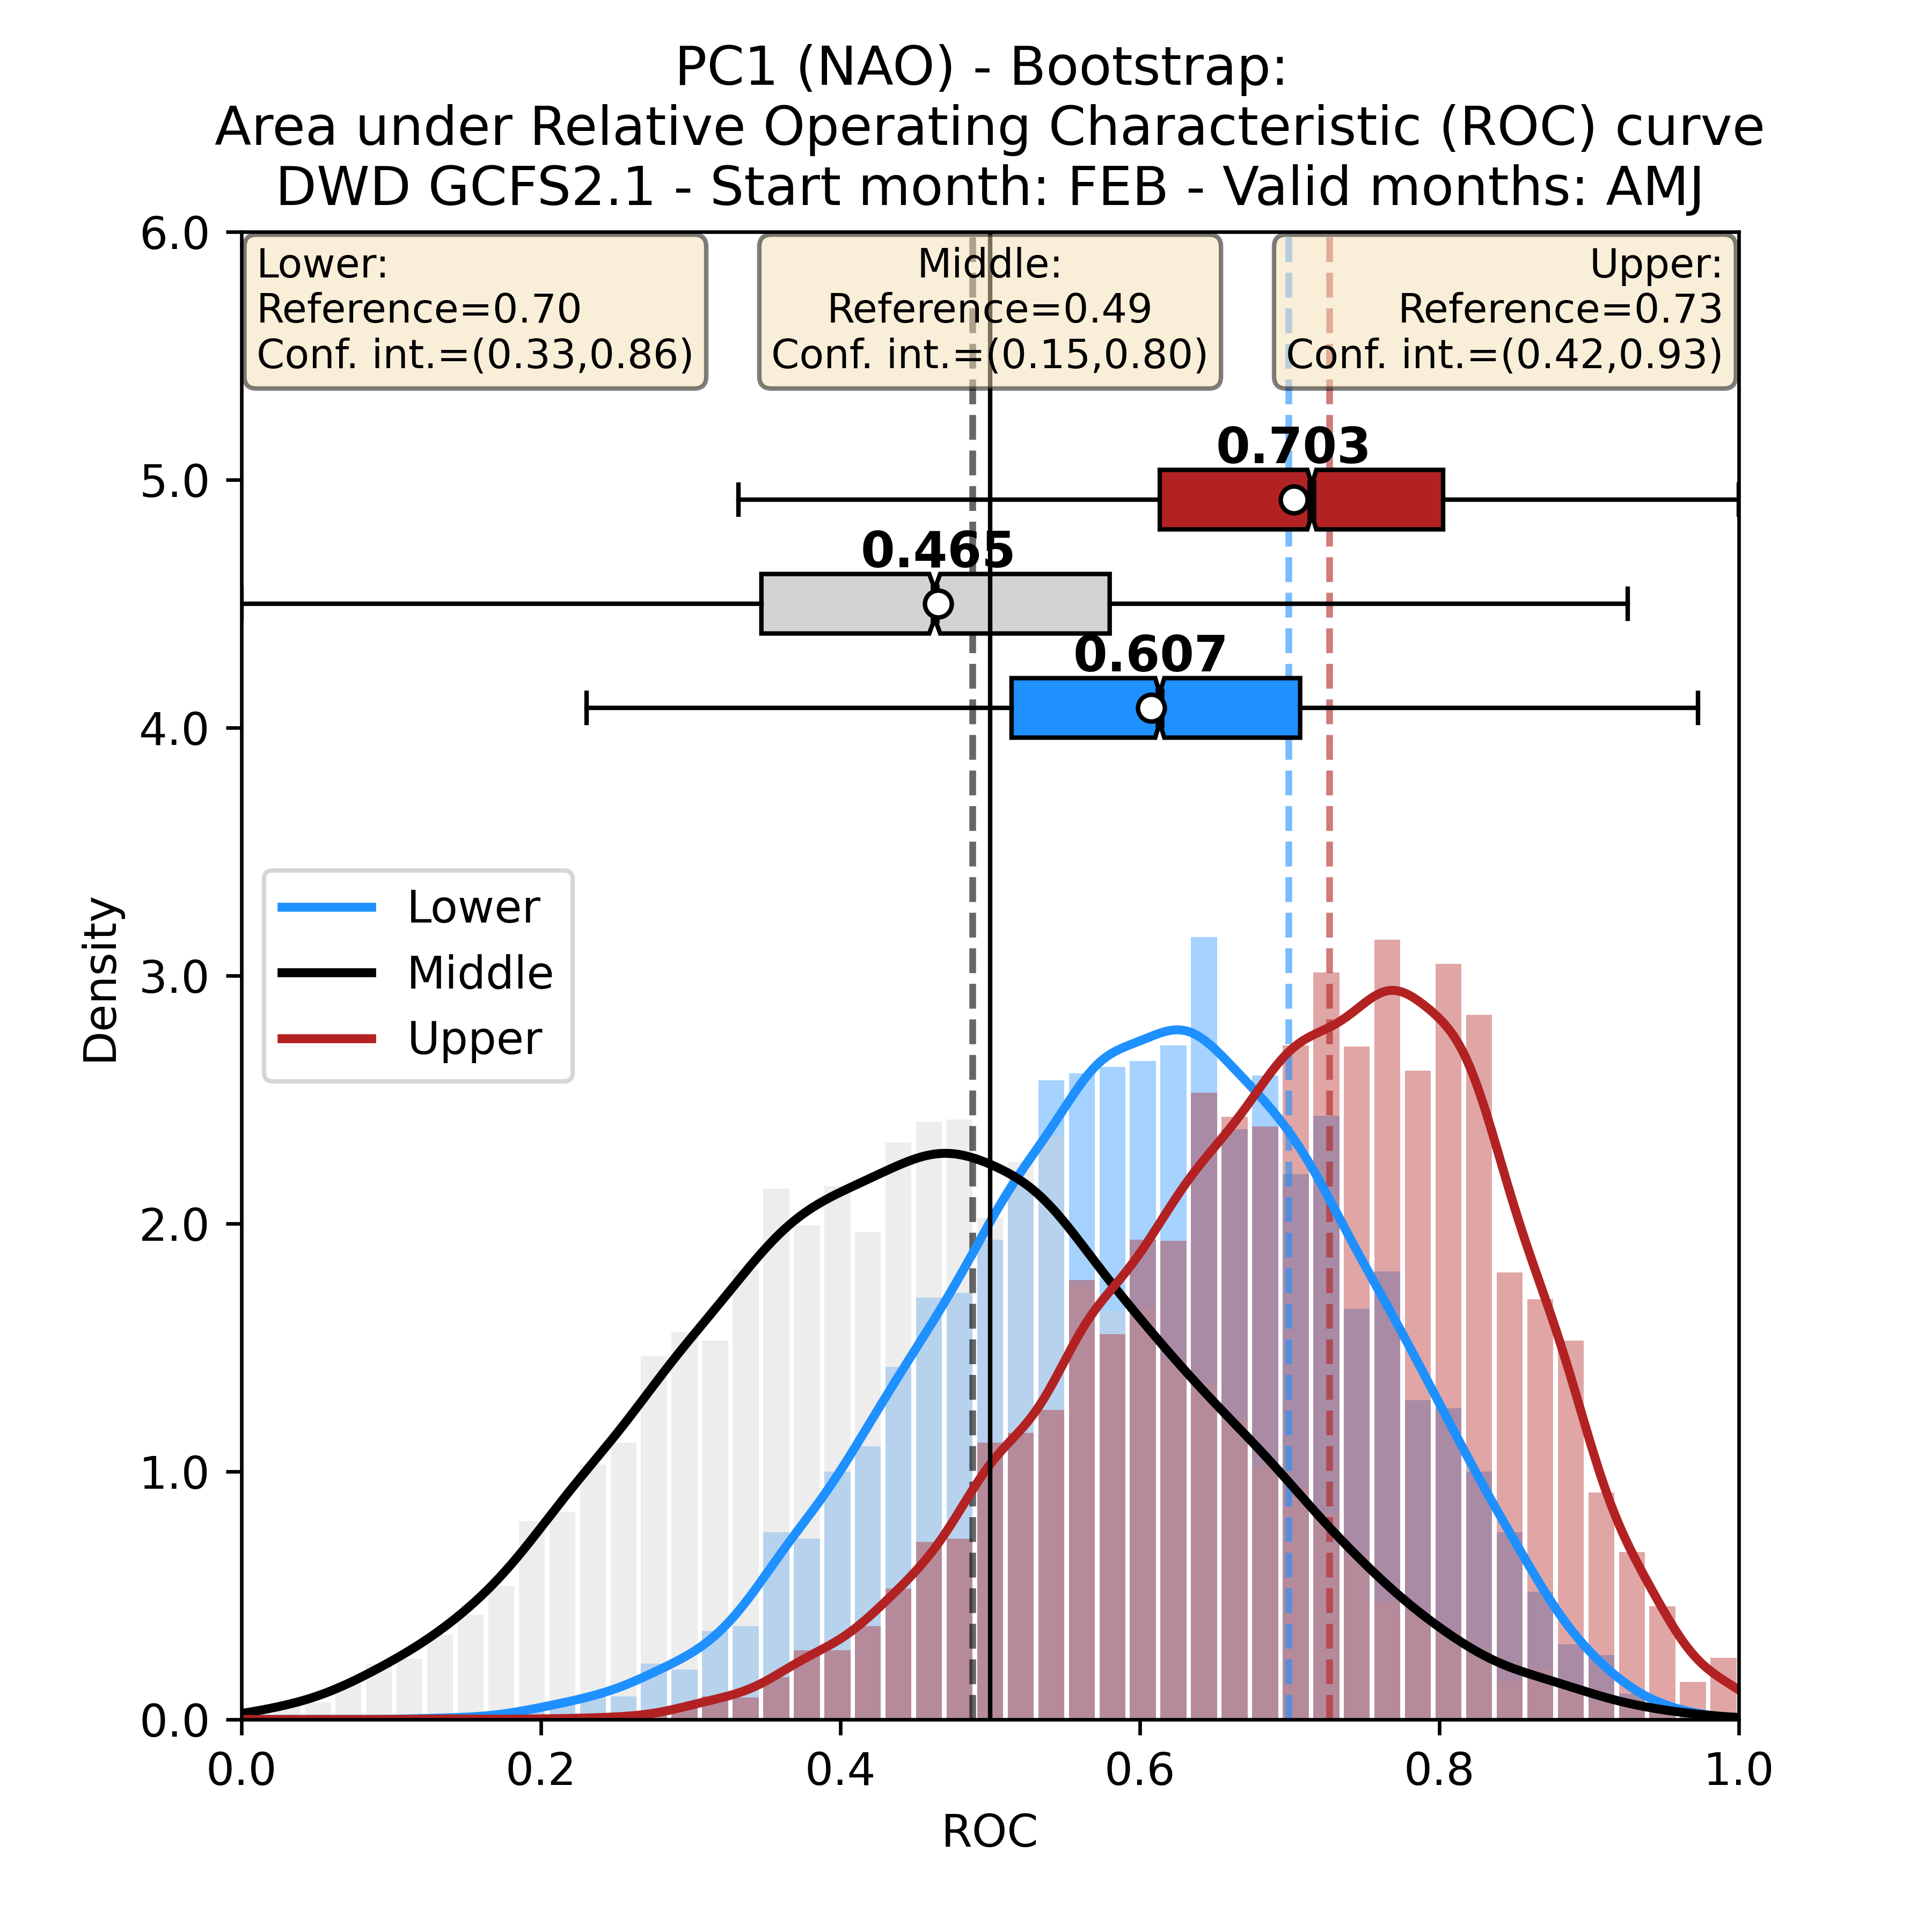 PC1 (NAO) - Bootstrap:
Area under Relative Operating Characteristic (ROC) curve
DWD GCFS2.1 - Start month: FEB - Valid months: AMJ
6.0
Lower:
Reference=0.70
Conf. int.=(0.33,0.86)
Middle:
Reference=0.49
Conf. int.=(0.15,0.80)
Upper:
Reference=0.73
Conf. int.=(0.42,0.93)
0.703
5.0
0.465
0.607
4.0
Lower
Middle
Upper
Density
3.0
2.0
1.0
0.0
0.0 0.2 0.4 0.6 0.8 1.0
ROC